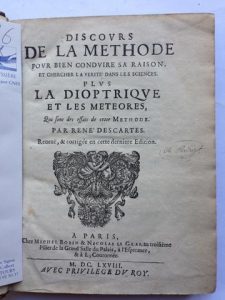 DISCOVRS
DE LA METHODE
POVR BIEN CONDVIRE SA RAISON,
ET CHERCHER LA VERITE' DANS LES SCIENCES.
PLVS
LA DIOPTRIQVE
ET LES METEORES,
Qui sont des essais de cette METHODE.
PAR RENE' DESCARTES.
Reueuë, & corrigée en cette derniere Edition.
A PARIS,
Chez MICHEL BOBIN & NICOLAS LE GRAS, au troisiéme
Pilier de la Grand' Salle du Palais, à l'Esperance,
& à L, Couronnée.
M. DC. LXVIII.
AVEC PRIVILEGE DV ROY.